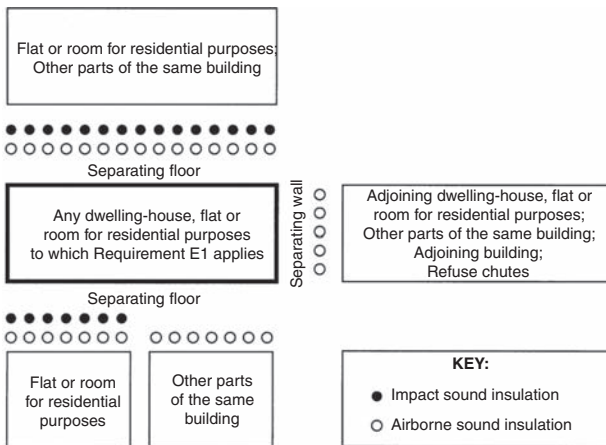 Flat or room for residential purposes;
Other parts of the same building
Separating floor
Any dwelling-house, flat or
room for residential purposes
to which Requirement E1 applies
Separating wall
Adjoining dwelling-house, flat or
room for residential purposes;
Other parts of the same building;
Adjoining building;
Refuse chutes
Separating floor
Flat or room
for residential
purposes
Other parts
of the same
building
KEY:
Impact sound insulation
Airborne sound insulation